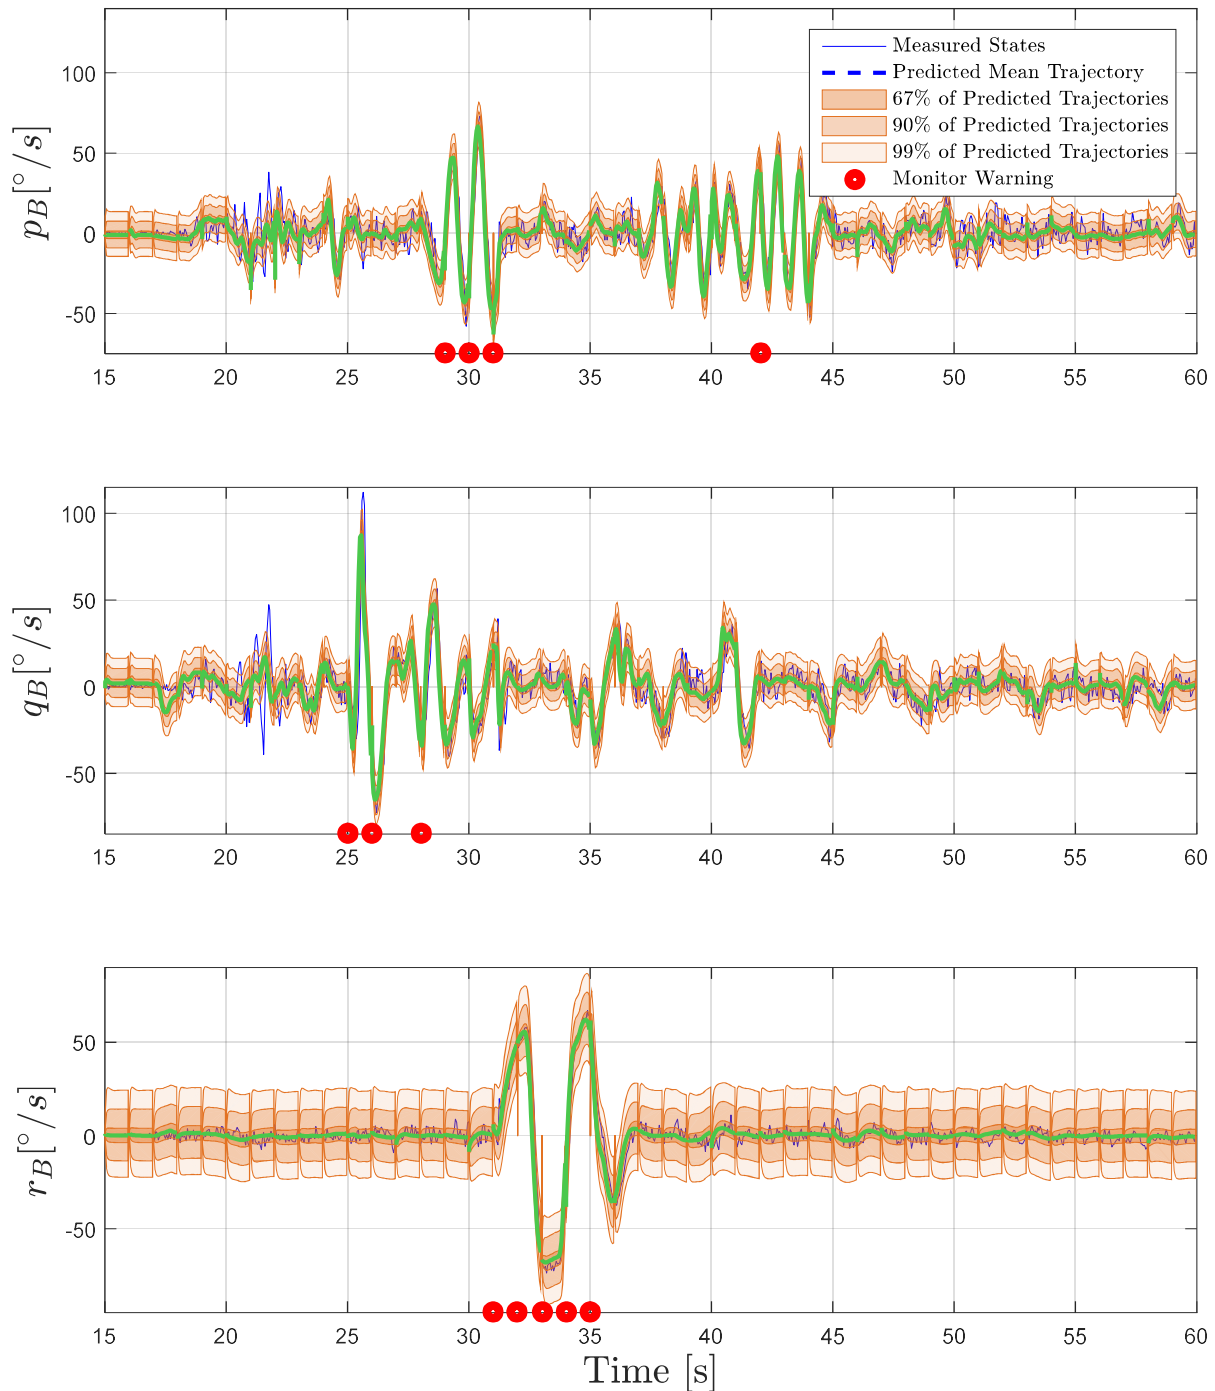 Measured States
Predicted Mean Trajectory
67% of Predicted Trajectories
90% of Predicted Trajectories
99% of Predicted Trajectories
Monitor Warning
p_B[°/s]
100
50
0
-50
15 20 25 30 35 40 45 50 55 60
q_B[°/s]
100
50
0
-50
15 20 25 30 35 40 45 50 55 60
r_B[°/s]
50
0
-50
15 20 25 30 35 40 45 50 55 60
Time [s]